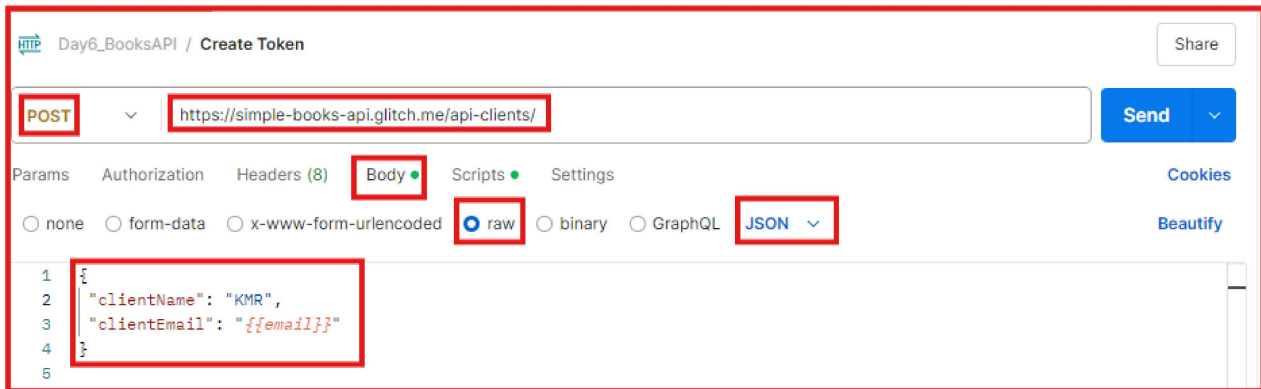 HTTP Day6_BooksAPI / Create Token Share
POST https://simple-books-api.glitch.me/api-clients/ Send
Params Authorization Headers (8) Body Scripts Settings Cookies
none form-data x-www-form-urlencoded raw binary GraphQL JSON Beautify
1 {
2 "clientName": "KMR",
3 "clientEmail": "{{email}}"
4 }
5